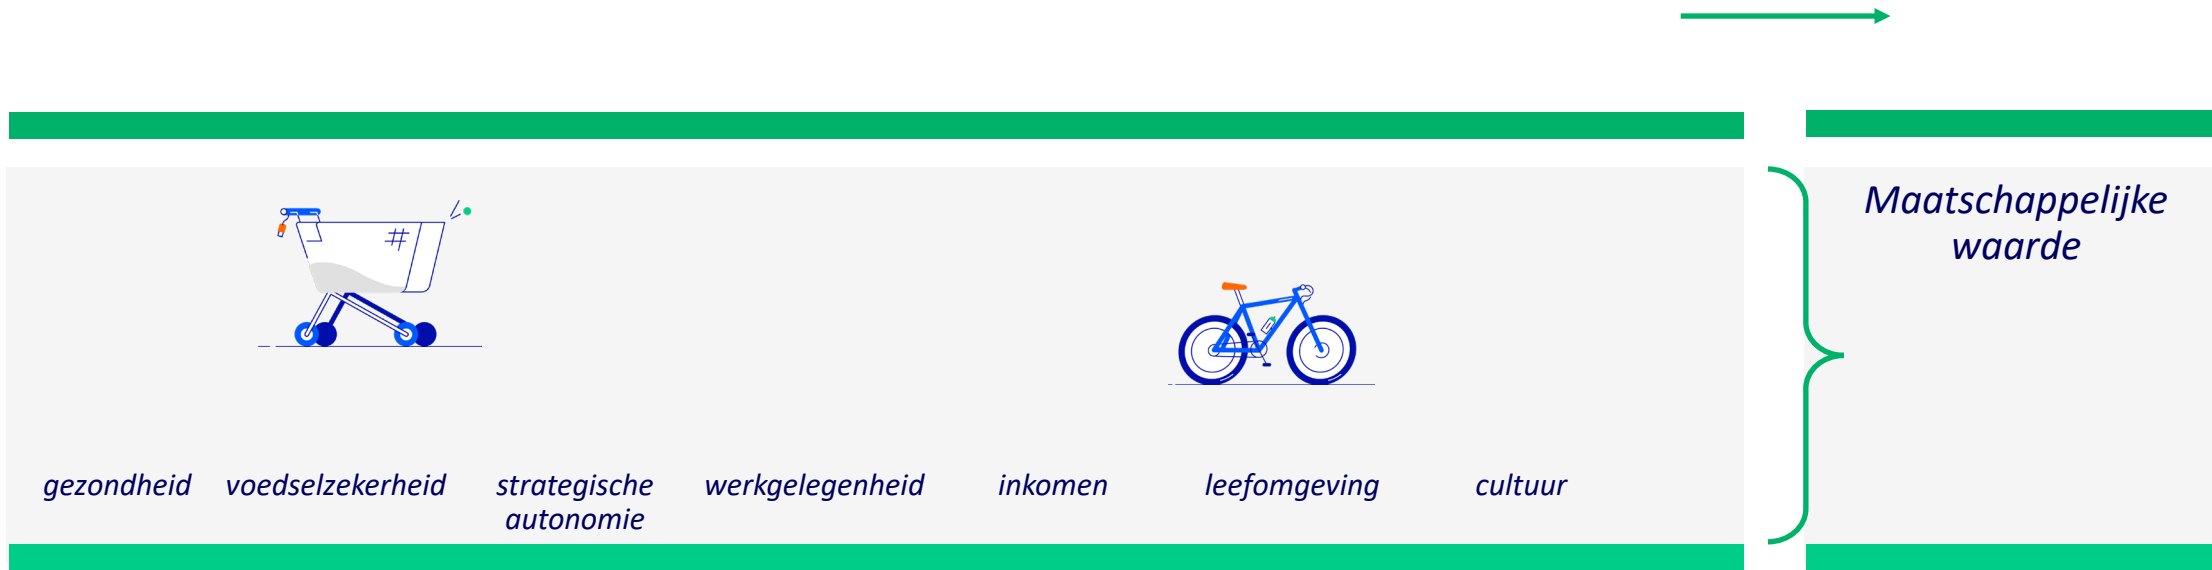 Maatschappelijke
waarde
gezondheid
voedselzekerheid
strategische
autonomie
werkgelegenheid
inkomen
leefomgeving
cultuur